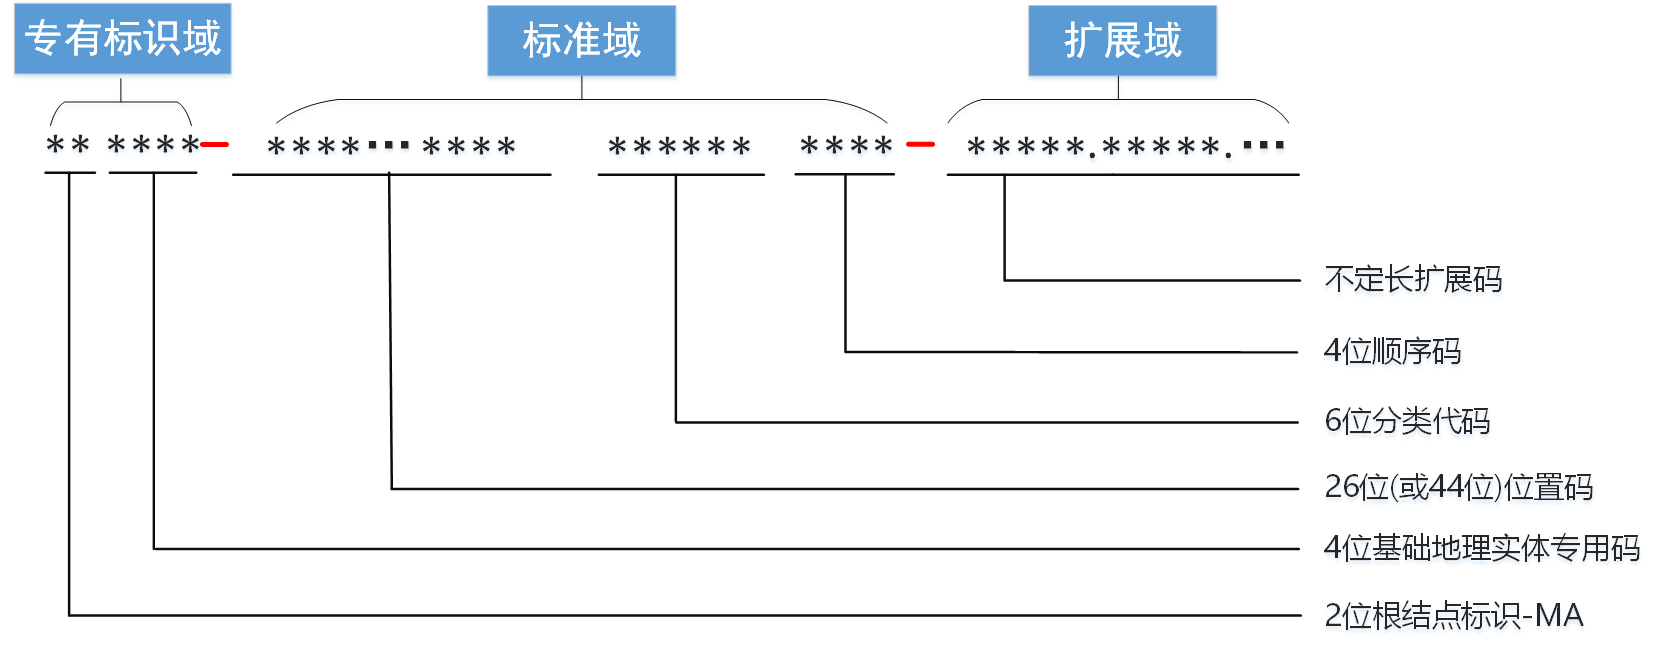 专有标识域 标准域 扩展域
** ****- ****…**** ****** **** - *****.*****.…
不定长扩展码
4位顺序码
6位分类代码
26位(或44位)位置码
4位基础地理实体专用码
2位根结点标识-MA